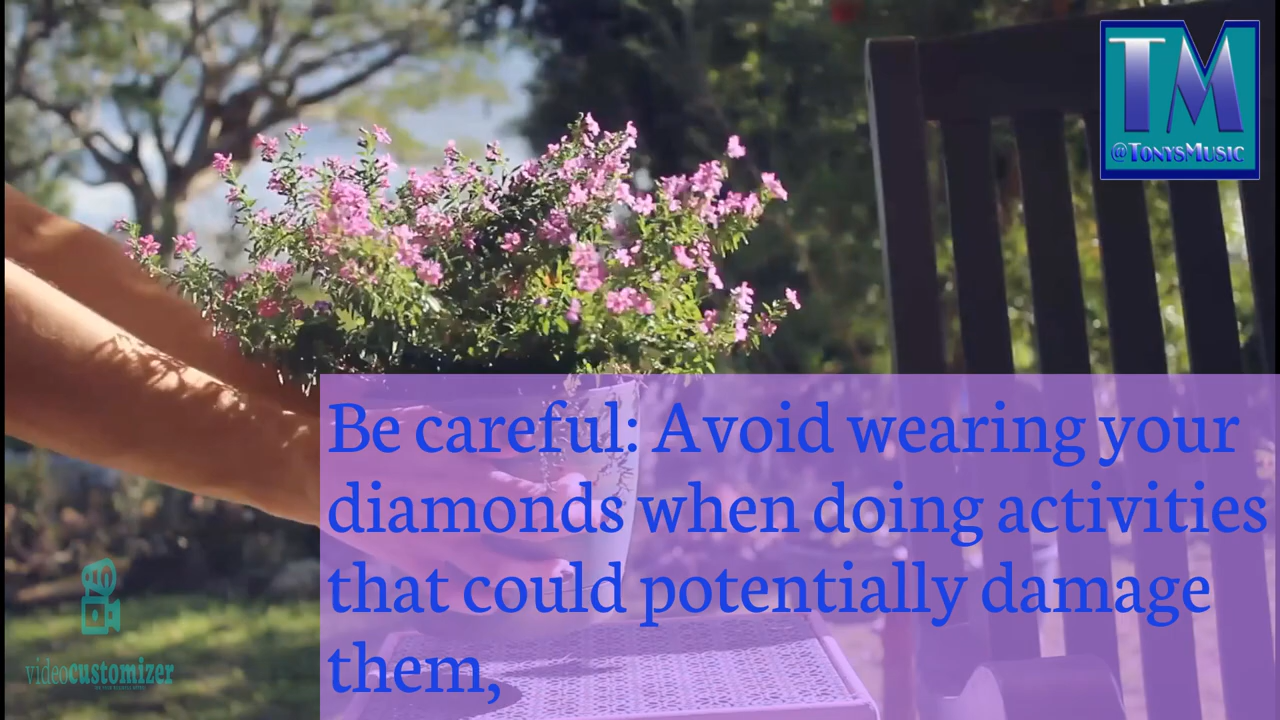 TM
@TonysMusic
Be careful: Avoid wearing your
diamonds when doing activities
that could potentially damage
them,
videocustomizer